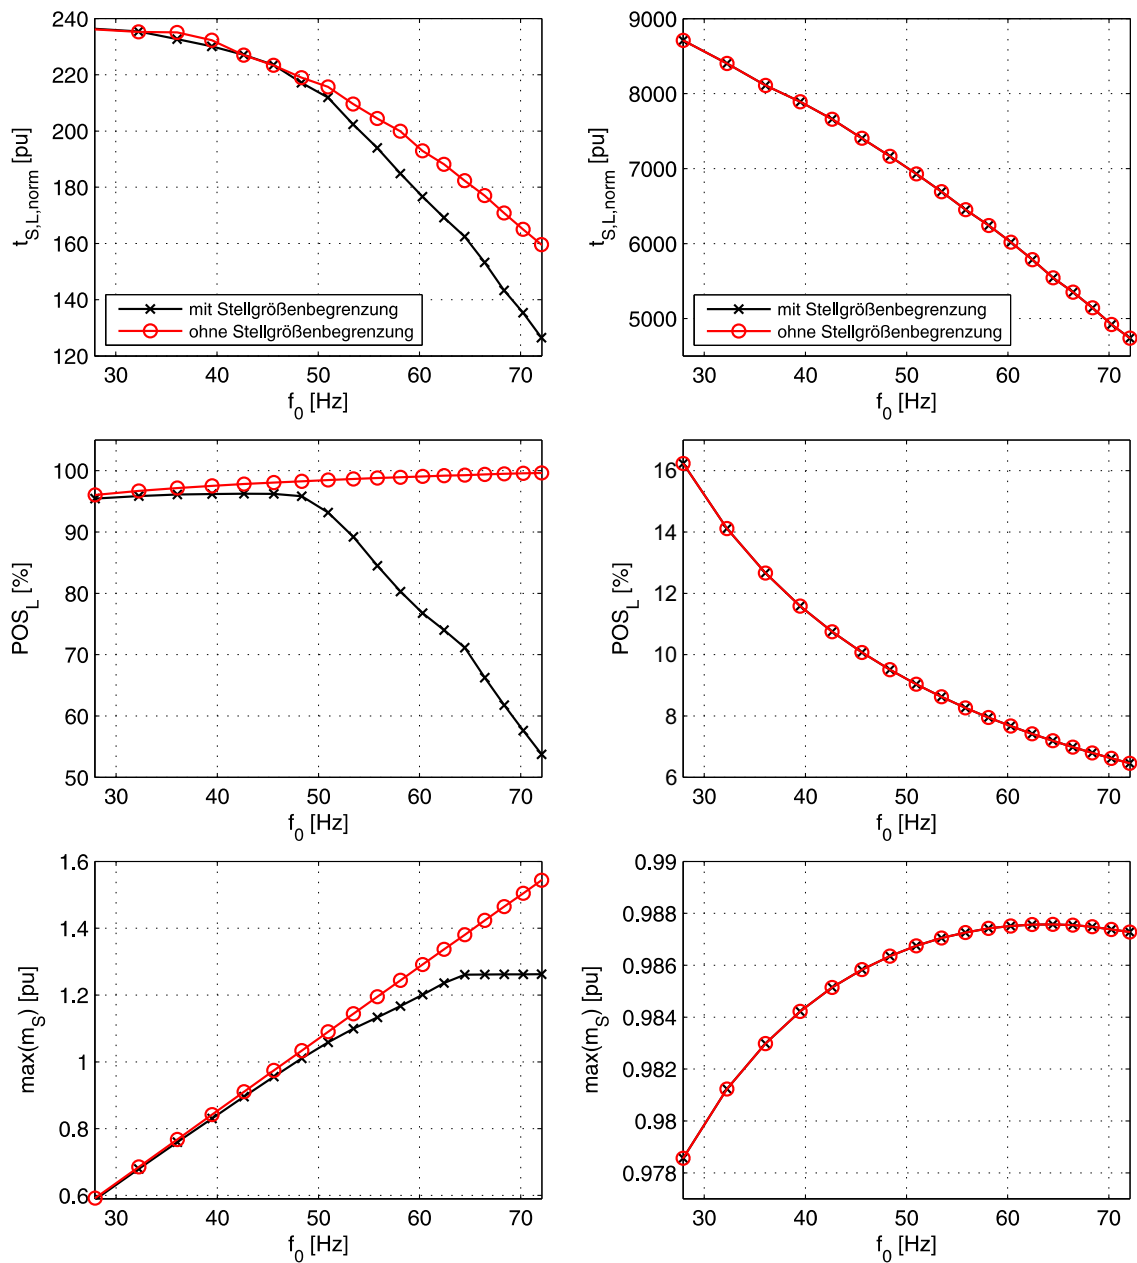 240
220
200
180
160
140
120
t_S,L,norm [pu]
mit Stellgrößenbegrenzung
ohne Stellgrößenbegrenzung
30 40 50 60 70
f_0 [Hz]
9000
8000
7000
6000
5000
t_S,L,norm [pu]
mit Stellgrößenbegrenzung
ohne Stellgrößenbegrenzung
30 40 50 60 70
f_0 [Hz]
100
90
80
70
60
50
POS_L [%]
30 40 50 60 70
f_0 [Hz]
16
14
12
10
8
6
POS_L [%]
30 40 50 60 70
f_0 [Hz]
1.6
1.4
1.2
1
0.8
0.6
max(m_S) [pu]
30 40 50 60 70
f_0 [Hz]
0.99
0.988
0.986
0.984
0.982
0.98
0.978
max(m_S) [pu]
30 40 50 60 70
f_0 [Hz]